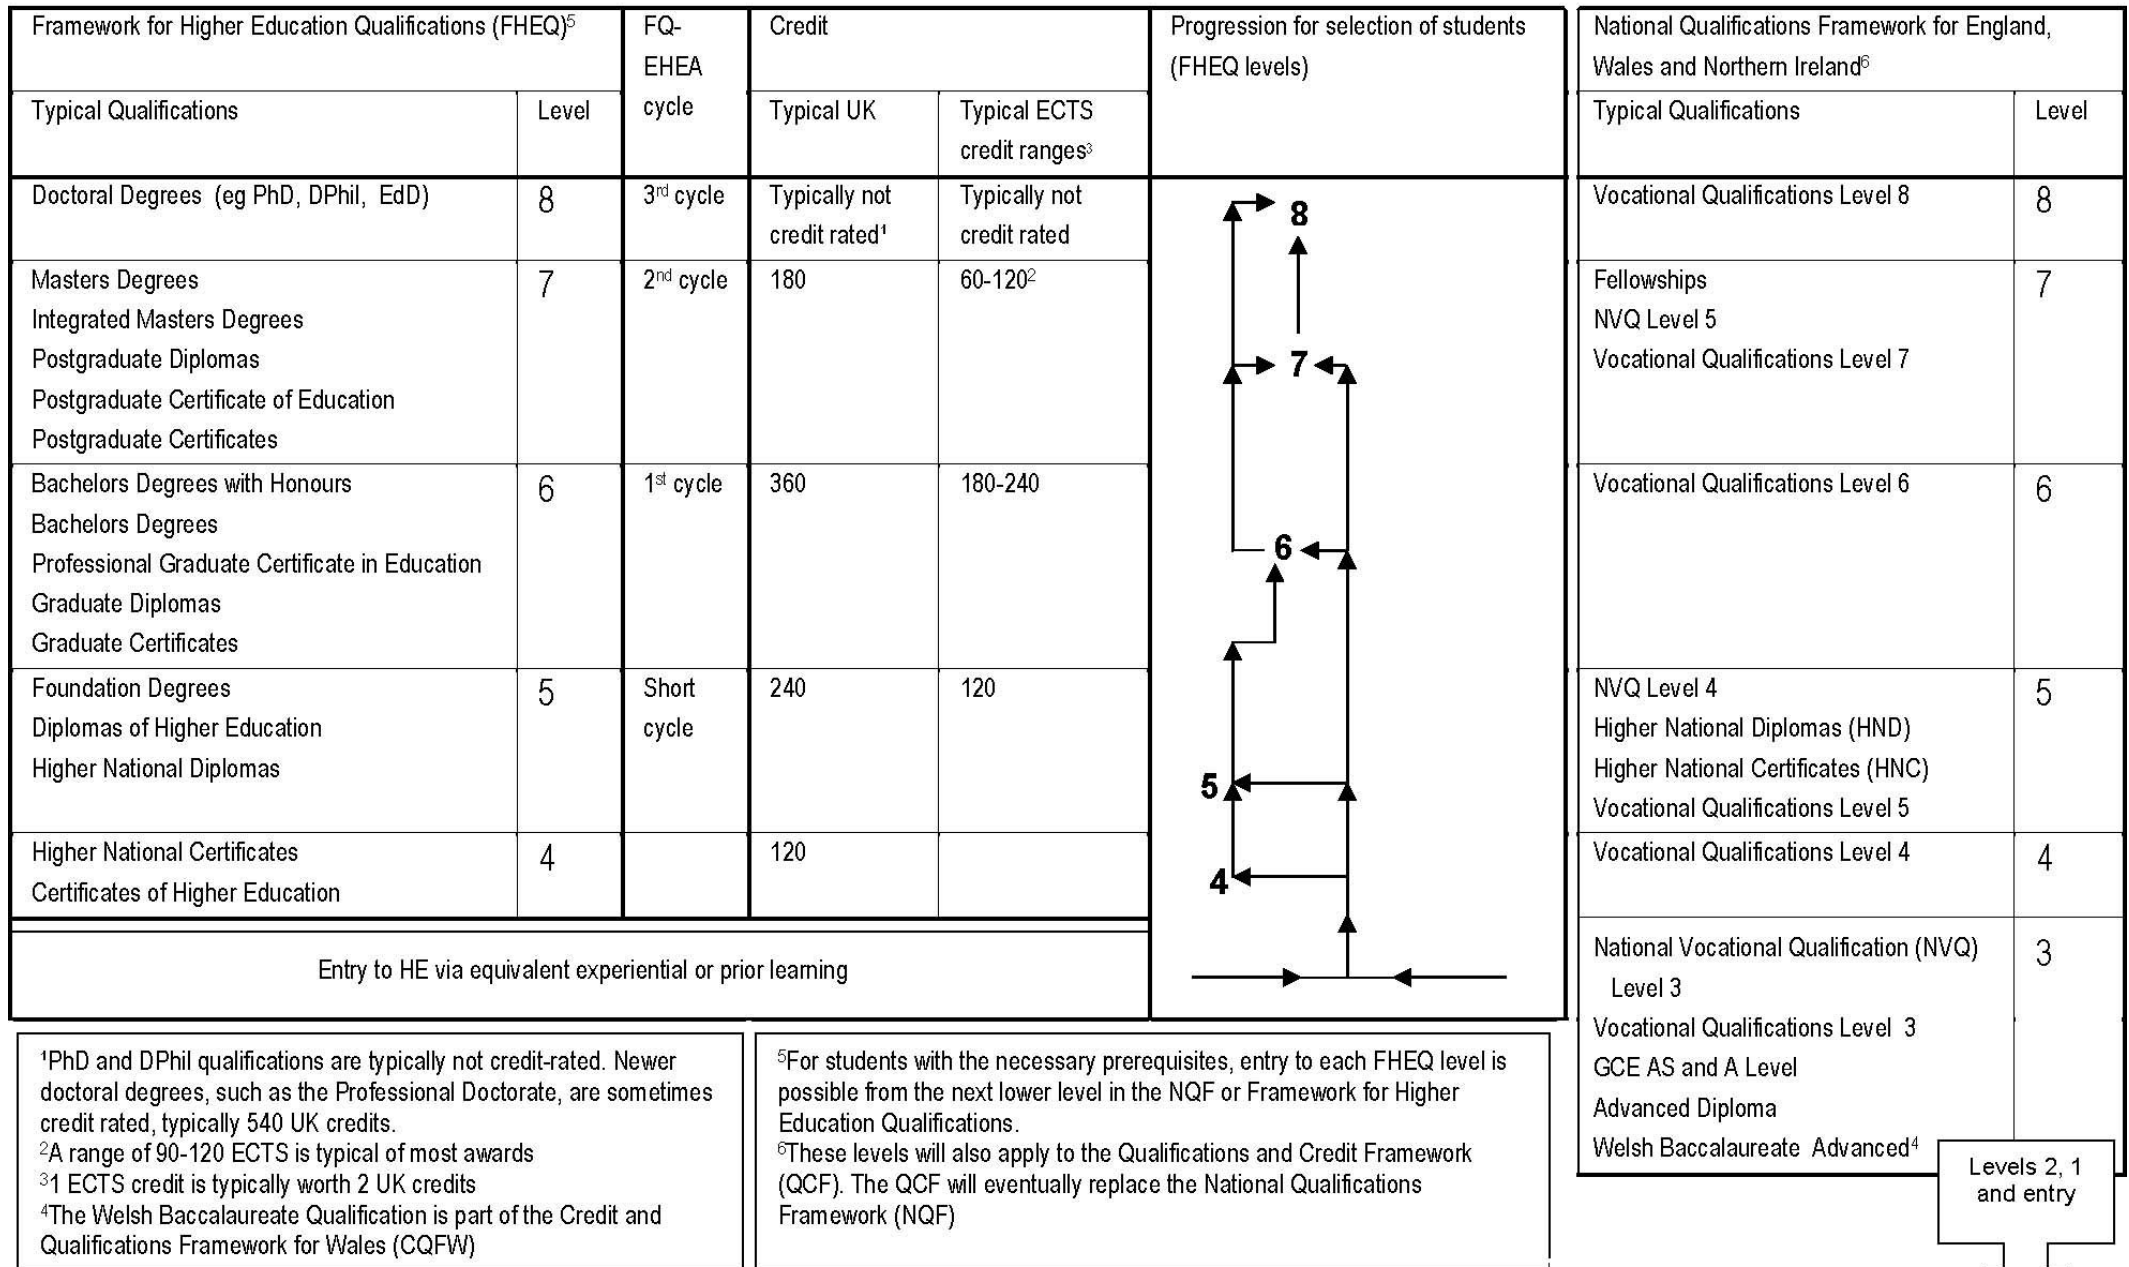 Framework for Higher Education Qualifications (FHEQ)⁵
FQ-
EHEA
cycle
Credit
Progression for selection of students
(FHEQ levels)
National Qualifications Framework for England,
Wales and Northern Ireland⁶
Typical Qualifications
Level
Typical UK
Typical ECTS
credit ranges³
Typical Qualifications
Level
Doctoral Degrees (eg PhD, DPhil, EdD)
8
3rd cycle
Typically not
credit rated¹
Typically not
credit rated
8
Vocational Qualifications Level 8
8
Masters Degrees
Integrated Masters Degrees
Postgraduate Diplomas
Postgraduate Certificate of Education
Postgraduate Certificates
7
2nd cycle
180
60-120²
7
Fellowships
NVQ Level 5
Vocational Qualifications Level 7
7
Bachelors Degrees with Honours
Bachelors Degrees
Professional Graduate Certificate in Education
Graduate Diplomas
Graduate Certificates
6
1st cycle
360
180-240
6
Vocational Qualifications Level 6
6
Foundation Degrees
Diplomas of Higher Education
Higher National Diplomas
5
Short
cycle
240
120
5
NVQ Level 4
Higher National Diplomas (HND)
Higher National Certificates (HNC)
Vocational Qualifications Level 5
5
Higher National Certificates
Certificates of Higher Education
4
120
4
Vocational Qualifications Level 4
4
Entry to HE via equivalent experiential or prior learning
National Vocational Qualification (NVQ)
Level 3
Vocational Qualifications Level 3
GCE AS and A Level
Advanced Diploma
Welsh Baccalaureate Advanced⁴
3
¹PhD and DPhil qualifications are typically not credit-rated. Newer
doctoral degrees, such as the Professional Doctorate, are sometimes
credit rated, typically 540 UK credits.
²A range of 90-120 ECTS is typical of most awards
³1 ECTS credit is typically worth 2 UK credits
⁴The Welsh Baccalaureate Qualification is part of the Credit and
Qualifications Framework for Wales (CQFW)
⁵For students with the necessary prerequisites, entry to each FHEQ level is
possible from the next lower level in the NQF or Framework for Higher
Education Qualifications.
⁶These levels will also apply to the Qualifications and Credit Framework
(QCF). The QCF will eventually replace the National Qualifications
Framework (NQF)
Levels 2, 1
and entry